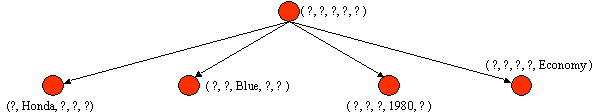 ( ?, ?, ?, ?, ? )
( ?, ?, ?, ?, Economy )
(?, Honda, ?, ?, ?)
( ?, ?, Blue, ?, ? )
( ?, ?, ?, 1980, ? )